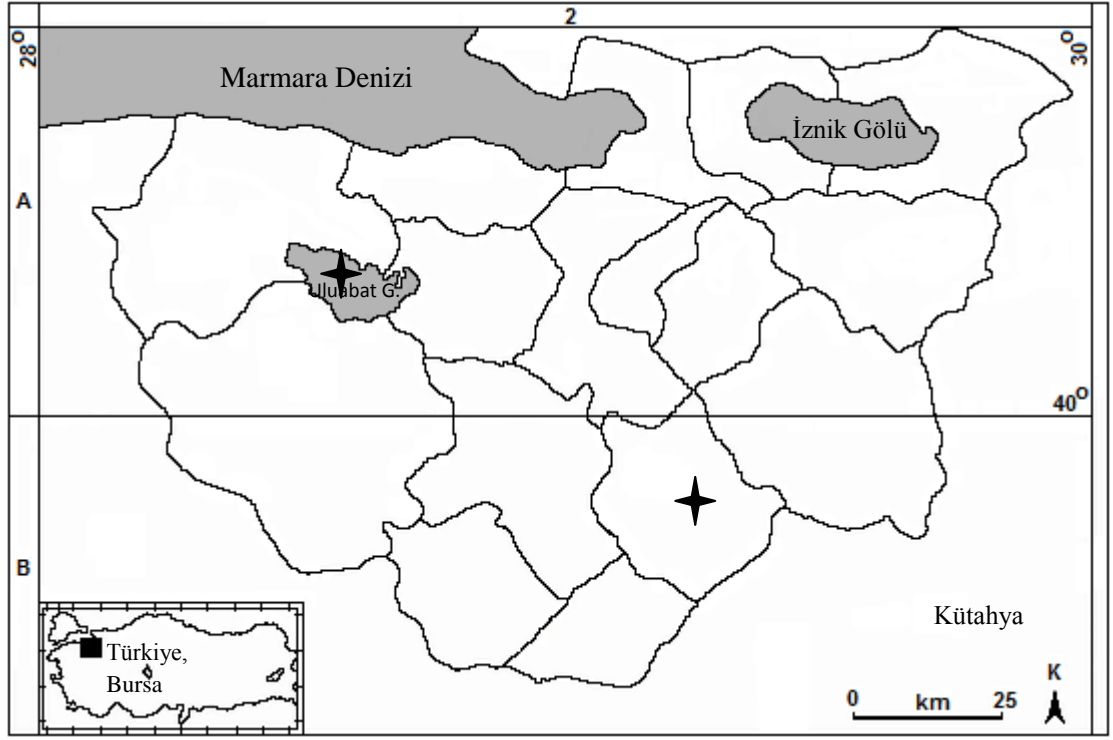 2
28°
30°
Marmara Denizi
İznik Gölü
A
Uluabat G.
40°
B
Kütahya
Türkiye,
Bursa
K
0 km 25